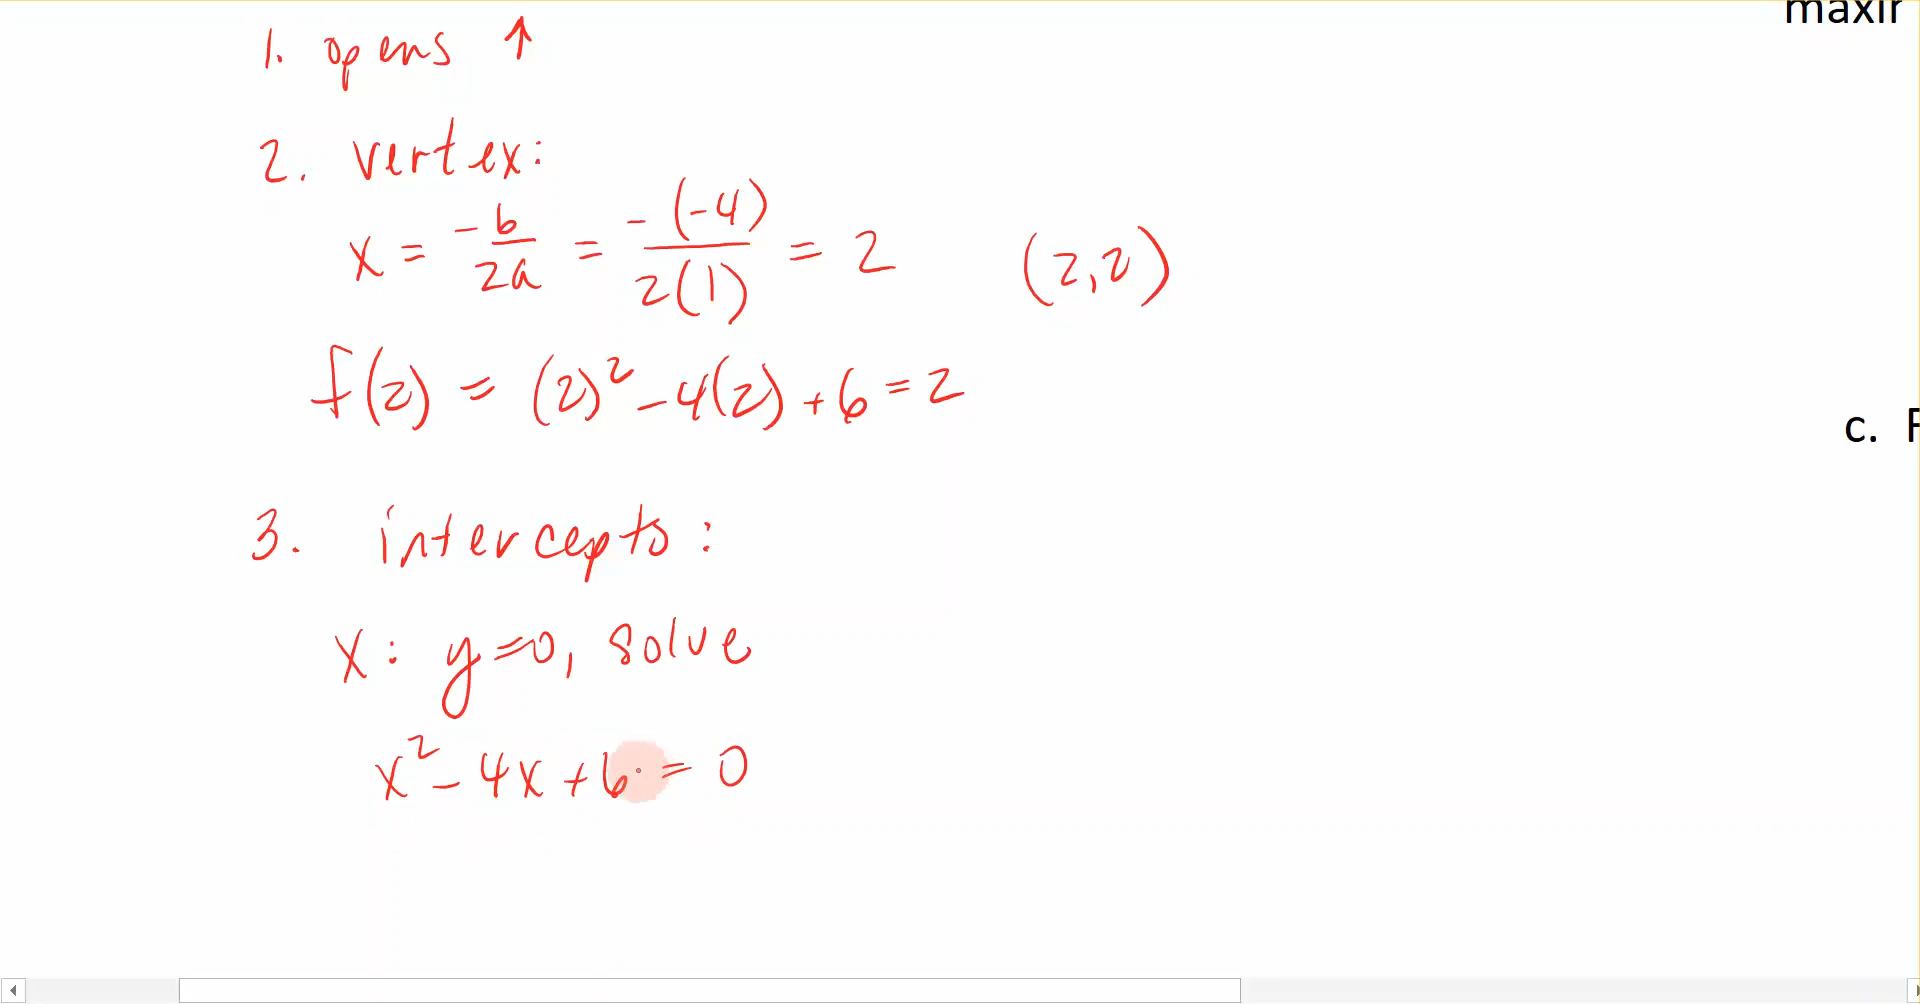 maxir
1. opens ↑
2. vertex:
x = -b/2a = -(-4)/2(1) = 2 (2,2)
f(2) = (2)² - 4(2) + 6 = 2
c. F
3. intercepts:
x: y=0, solve
x² - 4x + 6 = 0